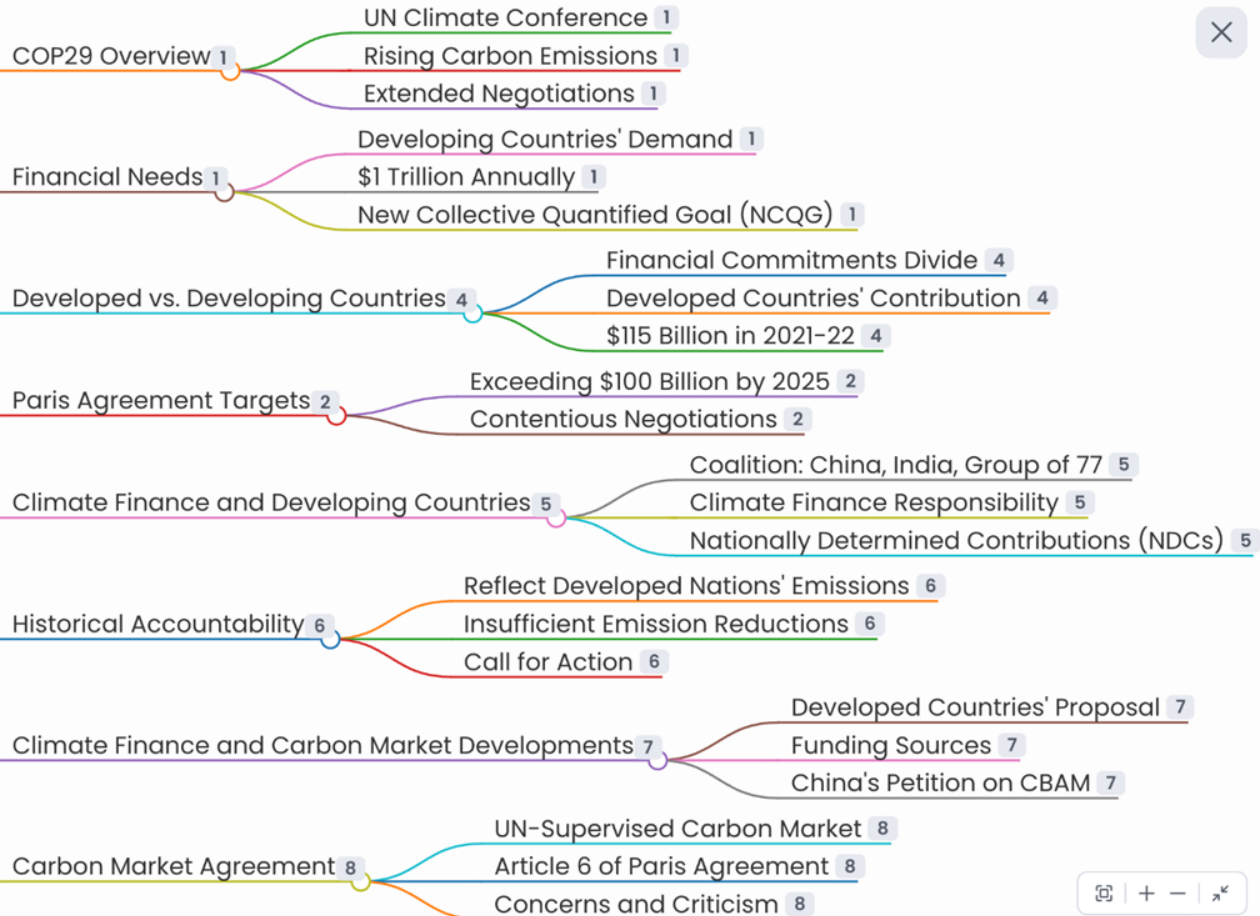 UN Climate Conference 1
COP29 Overview 1
Rising Carbon Emissions 1
Extended Negotiations 1
Developing Countries' Demand 1
Financial Needs 1
$1 Trillion Annually 1
New Collective Quantified Goal (NCQG) 1
Financial Commitments Divide 4
Developed vs. Developing Countries 4
Developed Countries' Contribution 4
$115 Billion in 2021-22 4
Exceeding $100 Billion by 2025 2
Paris Agreement Targets 2
Contentious Negotiations 2
Coalition: China, India, Group of 77 5
Climate Finance and Developing Countries 5
Climate Finance Responsibility 5
Nationally Determined Contributions (NDCs) 5
Reflect Developed Nations' Emissions 6
Historical Accountability 6
Insufficient Emission Reductions 6
Call for Action 6
Developed Countries' Proposal 7
Climate Finance and Carbon Market Developments 7
Funding Sources 7
China's Petition on CBAM 7
UN-Supervised Carbon Market 8
Carbon Market Agreement 8
Article 6 of Paris Agreement 8
Concerns and Criticism 8